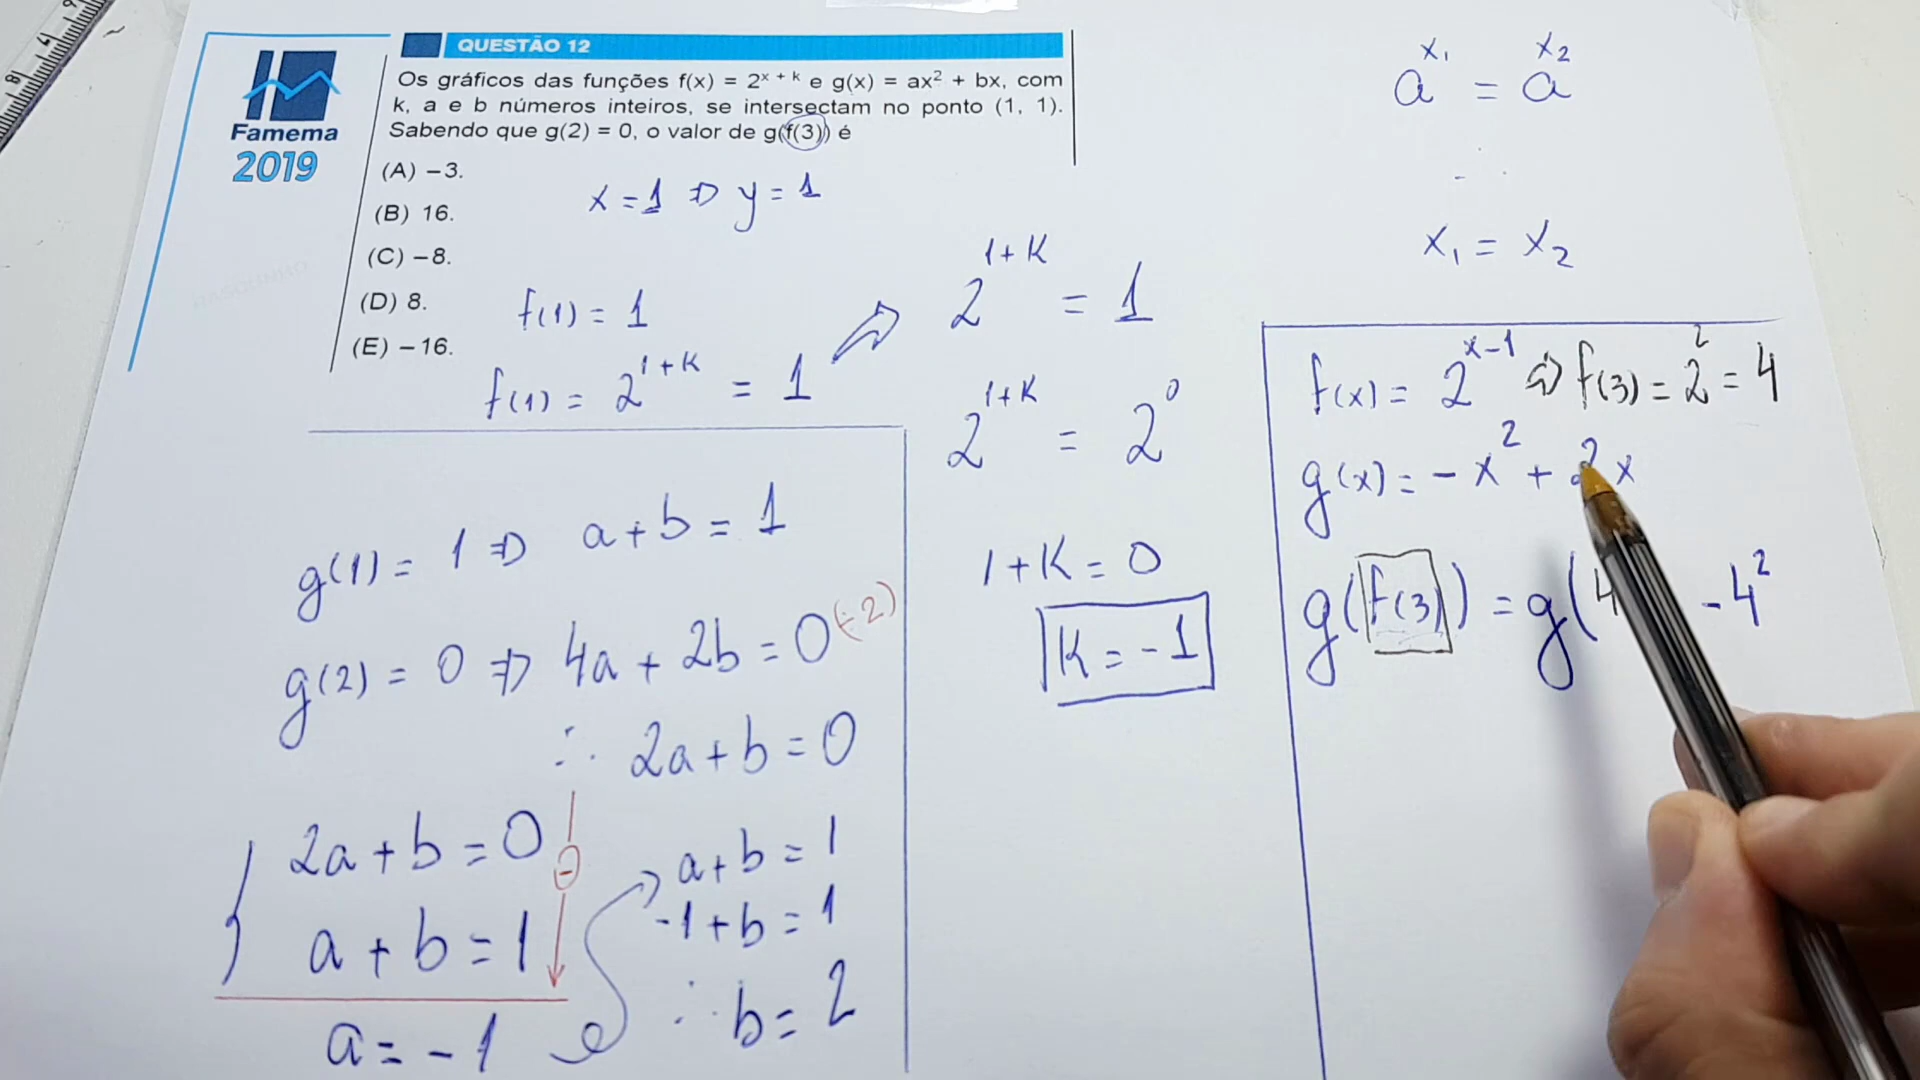 QUESTÃO 12
Os gráficos das funções f(x) = 2^(x + k) e g(x) = ax² + bx, com
k, a e b números inteiros, se intersectam no ponto (1, 1).
Sabendo que g(2) = 0, o valor de g(f(3)) é
Famema
2019
(A) –3.
(B) 16.
(C) –8.
(D) 8.
(E) –16.
x = 1 ⇒ y = 1
f(1) = 1
f(1) = 2^(1+K) = 1
2^(1+K) = 1
2^(1+K) = 2^0
1 + K = 0
K = -1
g(1) = 1 ⇒ a + b = 1
g(2) = 0 ⇒ 4a + 2b = 0 (÷2)
∴ 2a + b = 0
2a + b = 0
a + b = 1
a = -1
a + b = 1
-1 + b = 1
∴ b = 2
a^x₁ = a^x₂
x₁ = x₂
f(x) = 2^(x-1) ⇒ f(3) = 2² = 4
g(x) = -x² + 2x
g(f(3)) = g(4 -4²